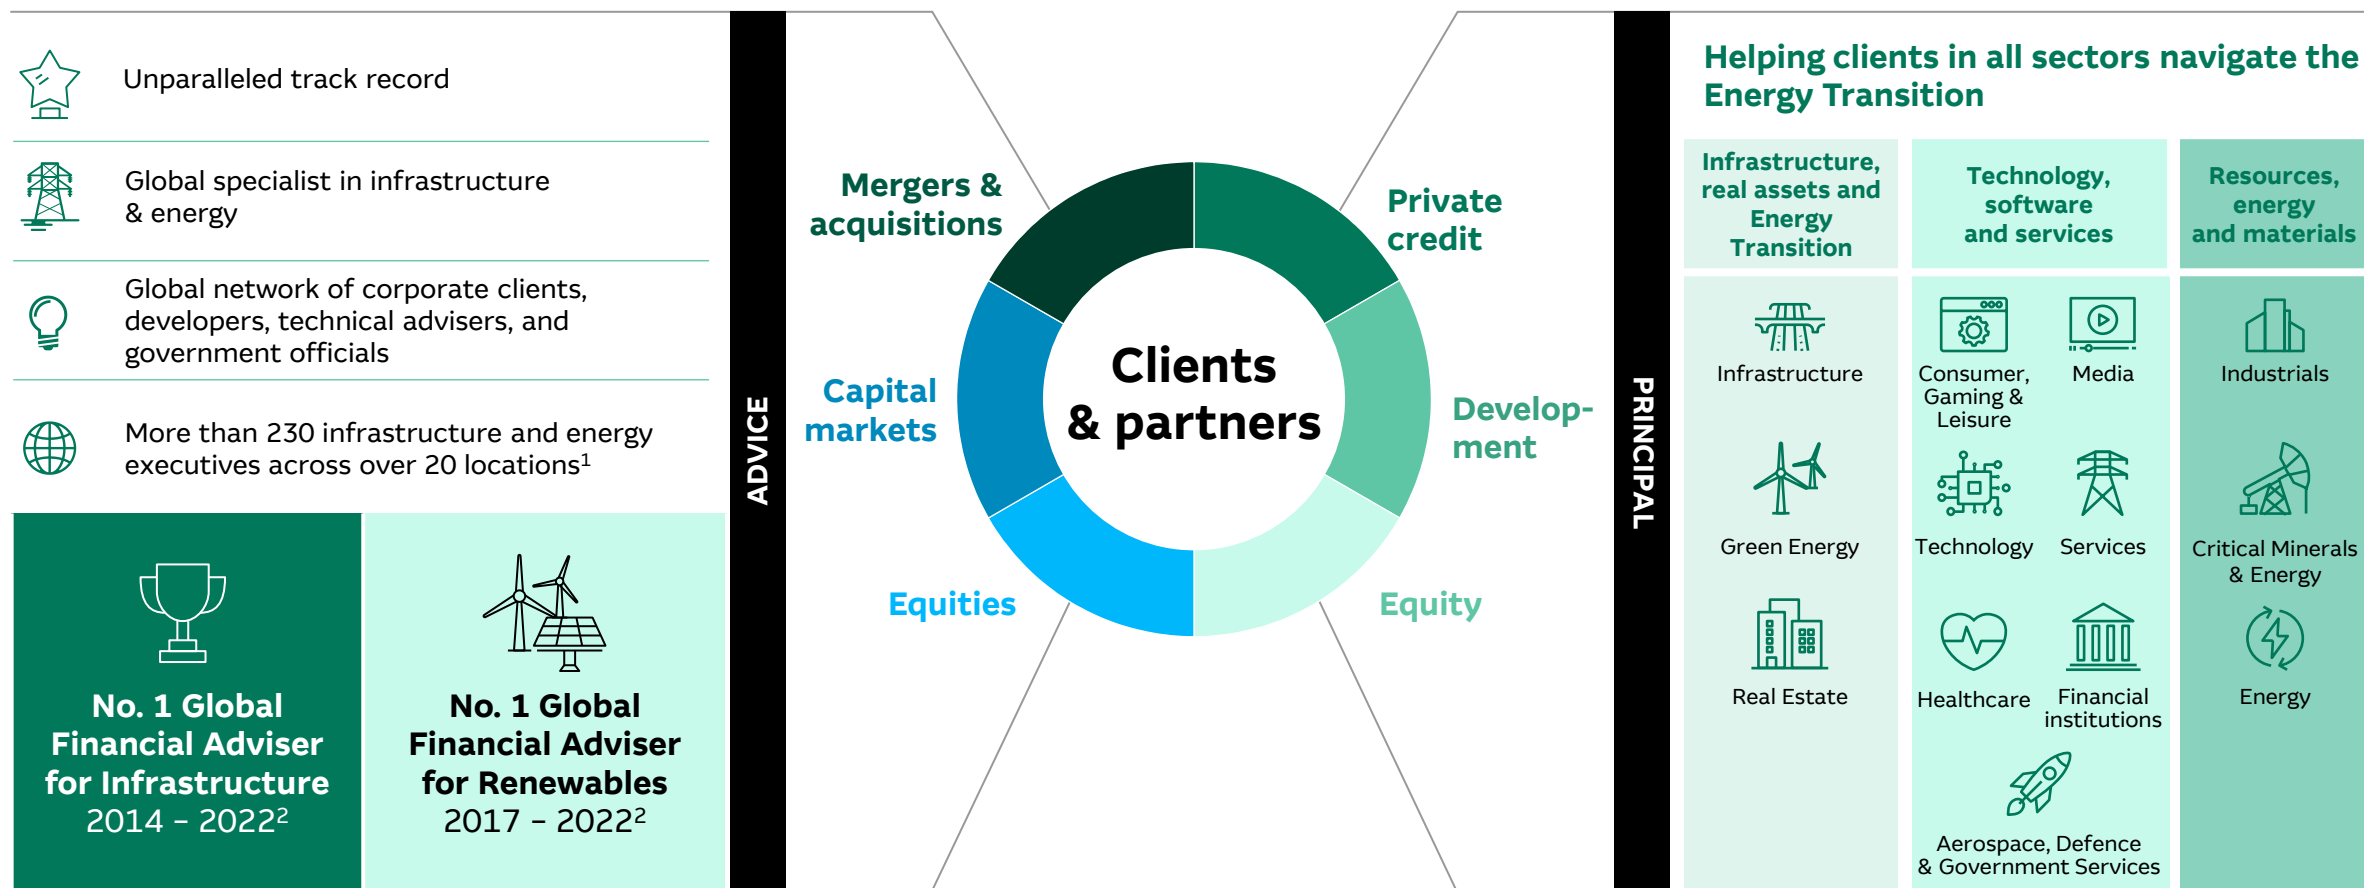 Unparalleled track record
Global specialist in infrastructure
& energy
Global network of corporate clients,
developers, technical advisers, and
government officials
More than 230 infrastructure and energy
executives across over 20 locations¹
No. 1 Global
Financial Adviser
for Infrastructure
2014 – 2022²
No. 1 Global
Financial Adviser
for Renewables
2017 – 2022²
ADVICE
Mergers &
acquisitions
Capital
markets
Equities
Clients
& partners
Private
credit
Develop-
ment
Equity
PRINCIPAL
Helping clients in all sectors navigate the
Energy Transition
Infrastructure,
real assets and
Energy
Transition
Infrastructure
Green Energy
Real Estate
Technology,
software
and services
Consumer,
Gaming &
Leisure
Media
Technology
Services
Healthcare
Financial
institutions
Aerospace, Defence
& Government Services
Resources,
energy
and materials
Industrials
Critical Minerals
& Energy
Energy